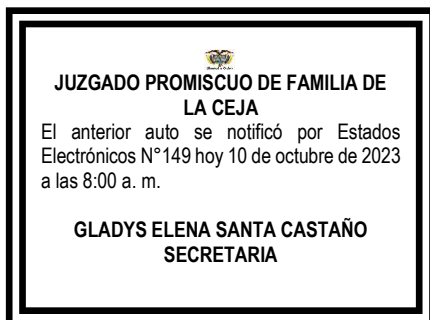 JUZGADO PROMISCUO DE FAMILIA DE
LA CEJA
El anterior auto se notificó por Estados
Electrónicos N°149 hoy 10 de octubre de 2023
a las 8:00 a. m.
GLADYS ELENA SANTA CASTAÑO
SECRETARIA